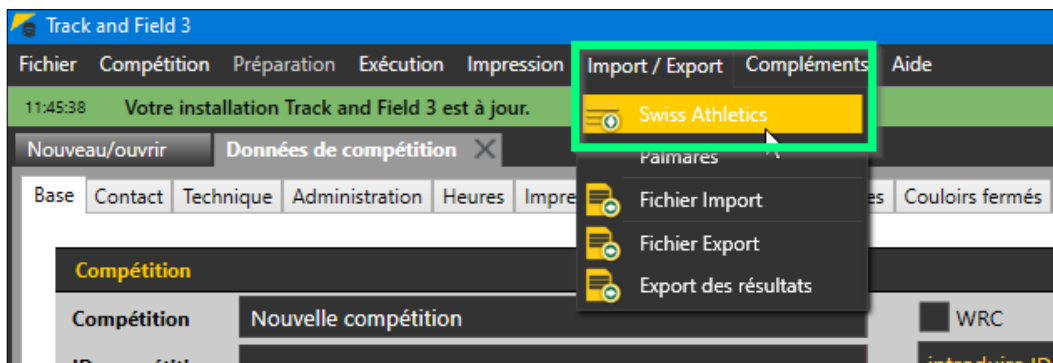 Track and Field 3
Fichier Compétition Préparation Exécution Impression Import / Export Compléments Aide
11:45:38 Votre installation Track and Field 3 est à jour.
Swiss Athletics
Nouveau/ouvrir Données de compétition
Palmarès
Base Contact Technique Administration Heures Impre es Couloirs fermés
Fichier Import
Fichier Export
Compétition
Export des résultats
Compétition Nouvelle compétition WRC
introduire ID